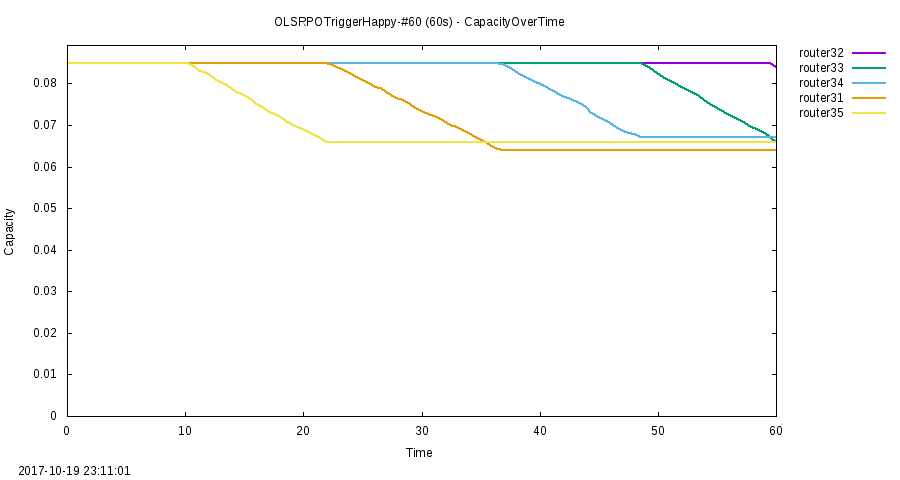 OLSRPOTriggerHappy-#60 (60s) - CapacityOverTime
router32
router33
router34
router31
router35
0.08
0.07
0.06
0.05
0.04
0.03
0.02
0.01
0
Capacity
0 10 20 30 40 50 60
Time
2017-10-19 23:11:01